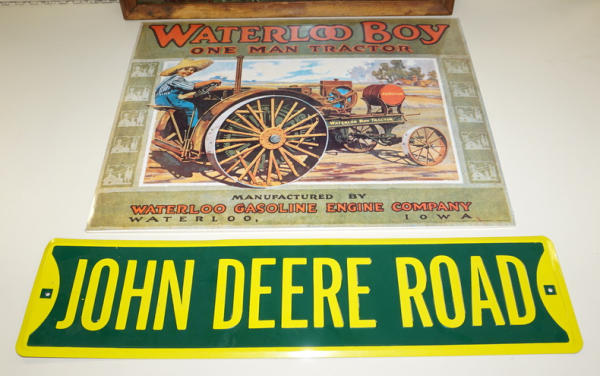 WATERLOO BOY
ONE MAN TRACTOR
WATERLOO BOY TRACTOR
MANUFACTURED BY
WATERLOO GASOLINE ENGINE COMPANY
WATERLOO, IOWA
JOHN DEERE ROAD